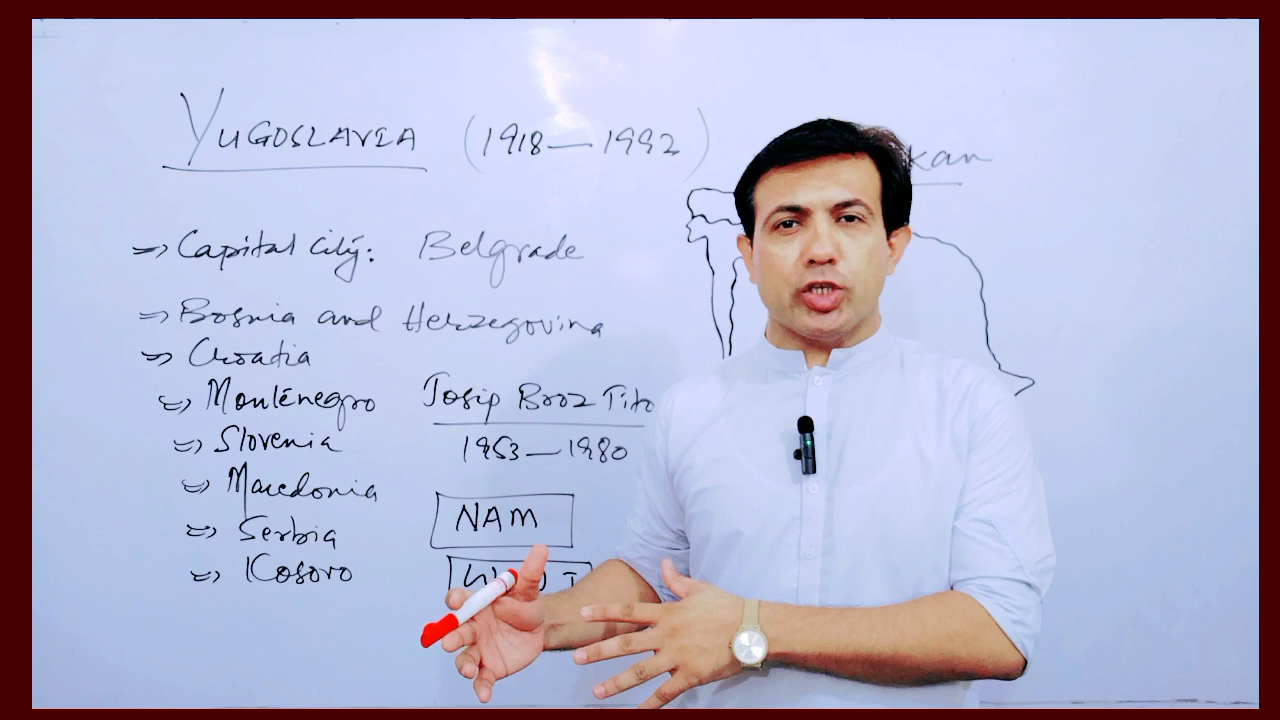 YUGOSLAVIA (1918 — 1992)
kan
⇒ Capital City: Belgrade
⇒ Bosnia and Herzegovina
⇒ Croatia
⇒ Montenegro
Josip Broz Tito
⇒ Slovenia
1953 — 1980
⇒ Macedonia
NAM
⇒ Serbia
⇒ Kosovo